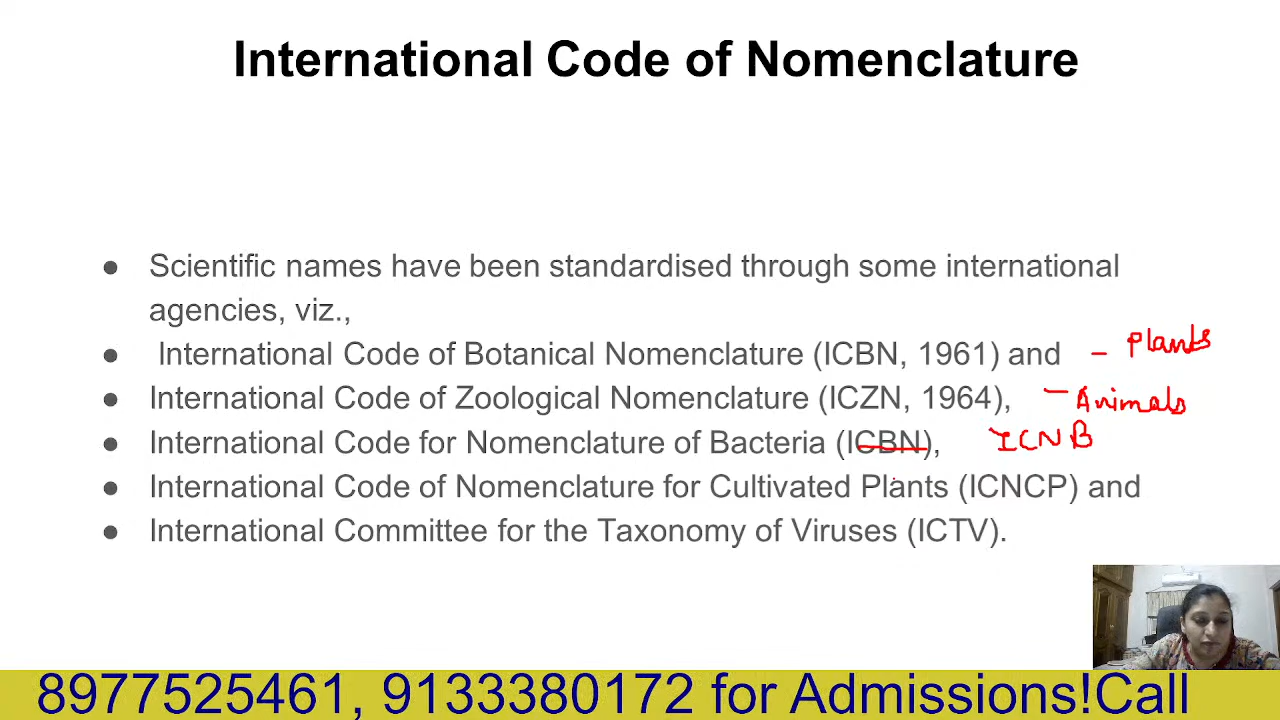 International Code of Nomenclature
● Scientific names have been standardised through some international
agencies, viz.,
● International Code of Botanical Nomenclature (ICBN, 1961) and - Plants
● International Code of Zoological Nomenclature (ICZN, 1964), - Animals
● International Code for Nomenclature of Bacteria (ICBN), ICNB
● International Code of Nomenclature for Cultivated Plants (ICNCP) and
● International Committee for the Taxonomy of Viruses (ICTV).
8977525461, 9133380172 for Admissions!Call